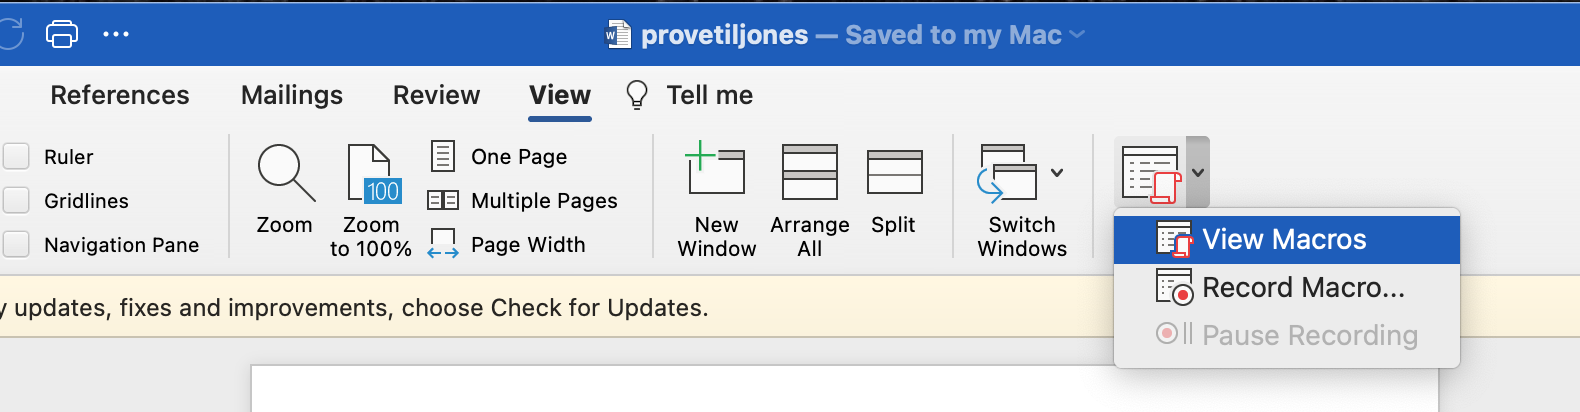 provetiljones — Saved to my Mac
References Mailings Review View Tell me
Ruler
Gridlines
Navigation Pane
Zoom
Zoom
to 100%
100
One Page
Multiple Pages
Page Width
New
Window
Arrange
All
Split
Switch
Windows
View Macros
Record Macro...
Pause Recording
updates, fixes and improvements, choose Check for Updates.